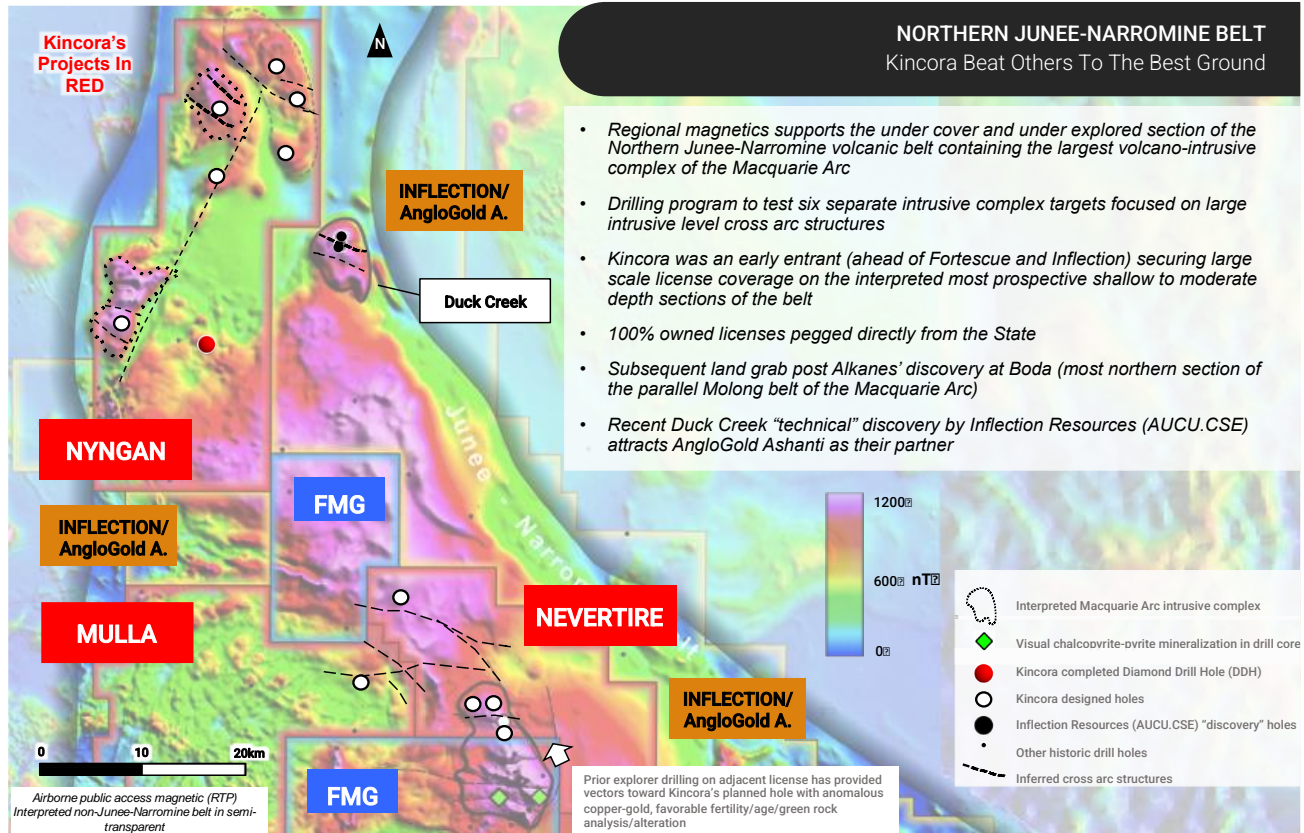 Kincora's
Projects In
RED
N
NORTHERN JUNEE-NARROMINE BELT
Kincora Beat Others To The Best Ground
• Regional magnetics supports the under cover and under explored section of the
Northern Junee-Narromine volcanic belt containing the largest volcano-intrusive
complex of the Macquarie Arc
• Drilling program to test six separate intrusive complex targets focused on large
intrusive level cross arc structures
• Kincora was an early entrant (ahead of Fortescue and Inflection) securing large
scale license coverage on the interpreted most prospective shallow to moderate
depth sections of the belt
• 100% owned licenses pegged directly from the State
• Subsequent land grab post Alkanes' discovery at Boda (most northern section of
the parallel Molong belt of the Macquarie Arc)
• Recent Duck Creek "technical" discovery by Inflection Resources (AUCU.CSE)
attracts AngloGold Ashanti as their partner
INFLECTION/
AngloGold A.
Duck Creek
NYGAN
FMG
INFLECTION/
AngloGold A.
MULLA
NEVERTIRE
INFLECTION/
AngloGold A.
FMG
Junee - Narrom
nt
1200
600 nT
0
Interpreted Macquarie Arc intrusive complex
Visual chalcopyrite-pyrite mineralization in drill core
Kincora completed Diamond Drill Hole (DDH)
Kincora designed holes
Inflection Resources (AUCU.CSE) "discovery" holes
Other historic drill holes
Inferred cross arc structures
0 10 20km
Airborne public access magnetic (RTP)
Interpreted non-Junee-Narromine belt in semi-
transparent
Prior explorer drilling on adjacent license has provided
vectors toward Kincora's planned hole with anomalous
copper-gold, favorable fertility/age/green rock
analysis/alteration